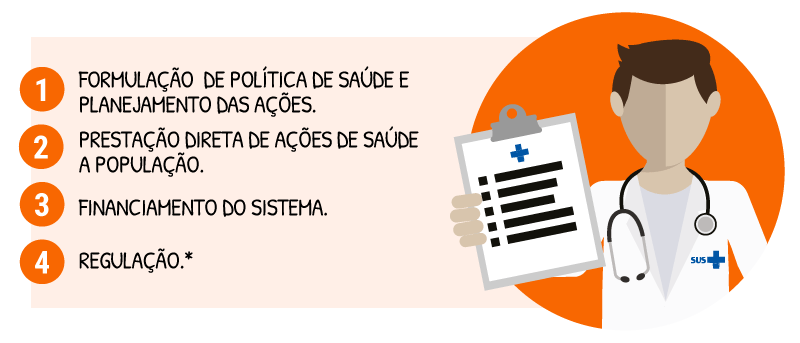 1 FORMULAÇÃO DE POLÍTICA DE SAÚDE E
PLANEJAMENTO DAS AÇÕES.
2 PRESTAÇÃO DIRETA DE AÇÕES DE SAÚDE
A POPULAÇÃO.
3 FINANCIAMENTO DO SISTEMA.
4 REGULAÇÃO.*
SUS